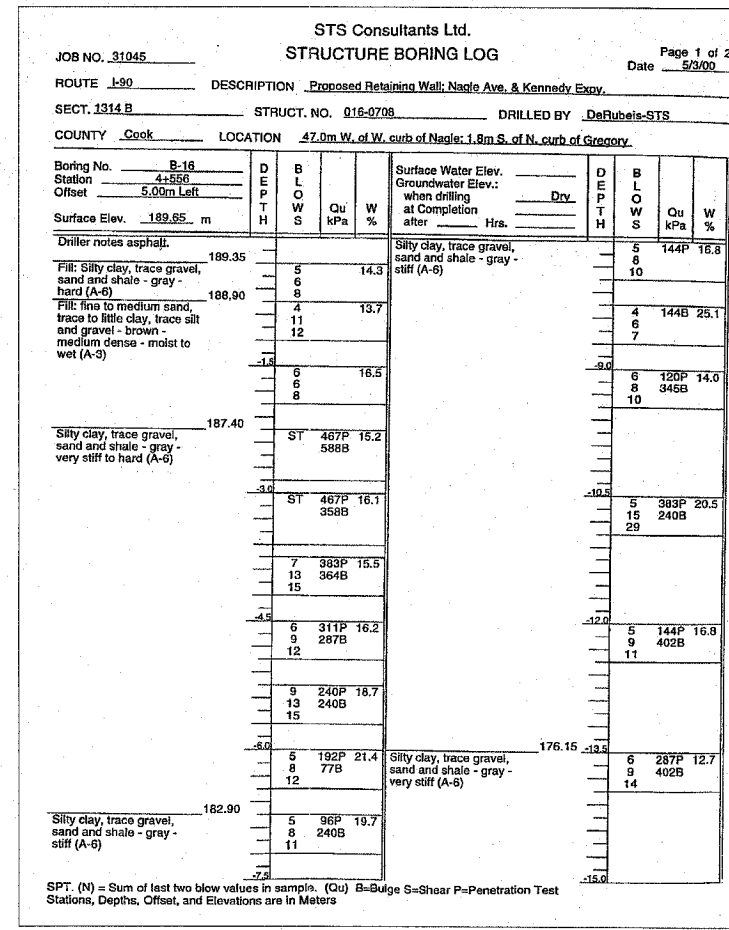 STS Consultants Ltd.
STRUCTURE BORING LOG
JOB NO. 31045
Page 1 of 2
Date 5/3/00
ROUTE I-90 DESCRIPTION Proposed Retaining Wall; Nagle Ave. & Kennedy Expy.
SECT. 1314 B STRUCT. NO. 016-0708 DRILLED BY DeRubeis-STS
COUNTY Cook LOCATION 47.0m W. of W. curb of Nagle; 1.8m S. of N. curb of Gregory
Boring No. B-16
Station 4+556
Offset 5.00m Left
Surface Elev. 189.65 m
DEPTH
BLOWS
Qu kPa
W %
Surface Water Elev.
Groundwater Elev.:
when drilling Dry
at Completion
after Hrs.
DEPTH
BLOWS
Qu kPa
W %
Driller notes asphalt.
189.35
Fill: Silty clay, trace gravel,
sand and shale - gray -
hard (A-6)
188.90
5 14.3
6
8
Fill: fine to medium sand,
trace to little clay, trace silt
and gravel - brown -
medium dense - moist to
wet (A-3)
4 13.7
11
12
-1.5
6 16.5
6
8
187.40
Silty clay, trace gravel,
sand and shale - gray -
very stiff to hard (A-6)
ST 467P 15.2
588B
-3.0
ST 467P 16.1
358B
7 383P 15.5
13 364B
15
-4.5
6 311P 16.2
9 287B
12
9 240P 18.7
13 240B
15
-6.0
5 192P 21.4
8 77B
12
182.90
Silty clay, trace gravel,
sand and shale - gray -
stiff (A-6)
5 96P 19.7
8 240B
11
-7.5
Silty clay, trace gravel,
sand and shale - gray -
stiff (A-6)
5 144P 16.8
8
10
4 144B 25.1
6
7
-9.0
6 120P 14.0
8 345B
10
-10.5
5 383P 20.5
15 240B
29
-12.0
5 144P 16.8
9 402B
11
176.15 -13.5
Silty clay, trace gravel,
sand and shale - gray -
very stiff (A-6)
6 287P 12.7
9 402B
14
-15.0
SPT. (N) = Sum of last two blow values in sample. (Qu) B=Bulge S=Shear P=Penetration Test
Stations, Depths, Offset, and Elevations are in Meters